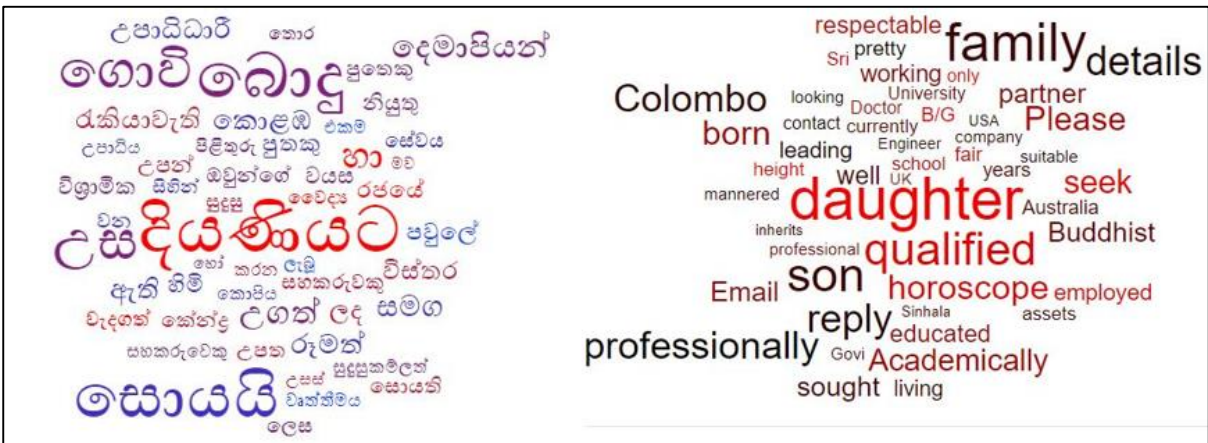 උපාධිධාරී තොර
ගොවි බොදු දෙමාපියන්
පුතෙකු
රැකියාවැති කොළඹ නියුතු
එකම සේවය
උපාධිය පිළිතුරු පුතකු හා මව
උපන් ඔවුන්ගේ වයස
විශ්‍රාමික සිහින් වෛද්‍ය රජයේ
සුදුසු
වන
උස දියණියට පවුලේ
හෝ කරන ලැබූ විස්තර
ඇති හිමි කොපිය සහකරුවකු
වැදගත් කේන්ද්‍ර උගත් ලද සමග
සහකරුවෙකු උපත රූමත්
සුදුසුකම්ලත්
සොයයි උසස් සොයති
වෘත්තීමය
ලෙස
respectable family details
pretty
Sri working only
Colombo looking University partner
Doctor B/G USA Please
born contact currently company
leading Engineer fair suitable
height school years seek
mannered well UK
daughter Australia
inherits Buddhist
professional qualified
Email son horoscope employed
reply Sinhala assets
professionally educated
Govi Academically
sought living